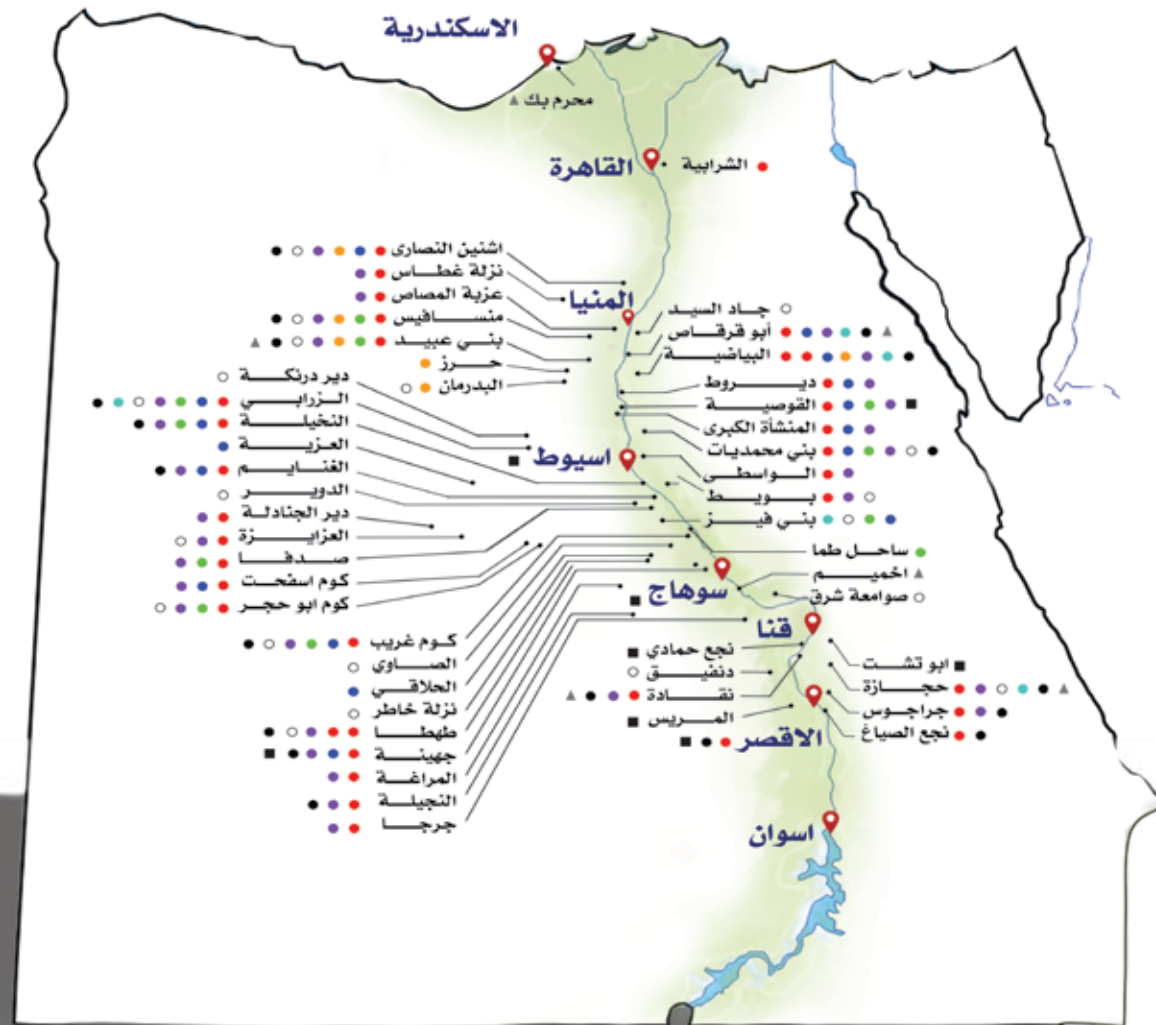 الاسكندرية
محرم بك
القاهرة
الشرابية
اشنين النصارى
نزلة غطاس
عزبة المصاص
منسافيس
بني عبيد
حرز
البدرمان
المنيا
جاد السيد
أبو قرقاص
البياضية
ديروط
القوصية
المنشأة الكبرى
بني محمديات
الواسطى
بويط
بني فيز
دير درنكة
الزرابي
النخيلة
العزية
الغنايم
الدوير
دير الجنادلة
العزايزة
صدفا
كوم اسفحت
كوم ابو حجر
اسيوط
ساحل طما
اخميم
صوامعة شرق
سوهاج
كوم غريب
الصاوي
الحلاقي
نزلة خاطر
طهطا
جهينة
المراغة
النجيلة
جرجا
قنا
نجع حمادي
دنفيق
نقادة
المريس
ابو تشت
حجازة
جراجوس
نجع الصياغ
الاقصر
اسوان